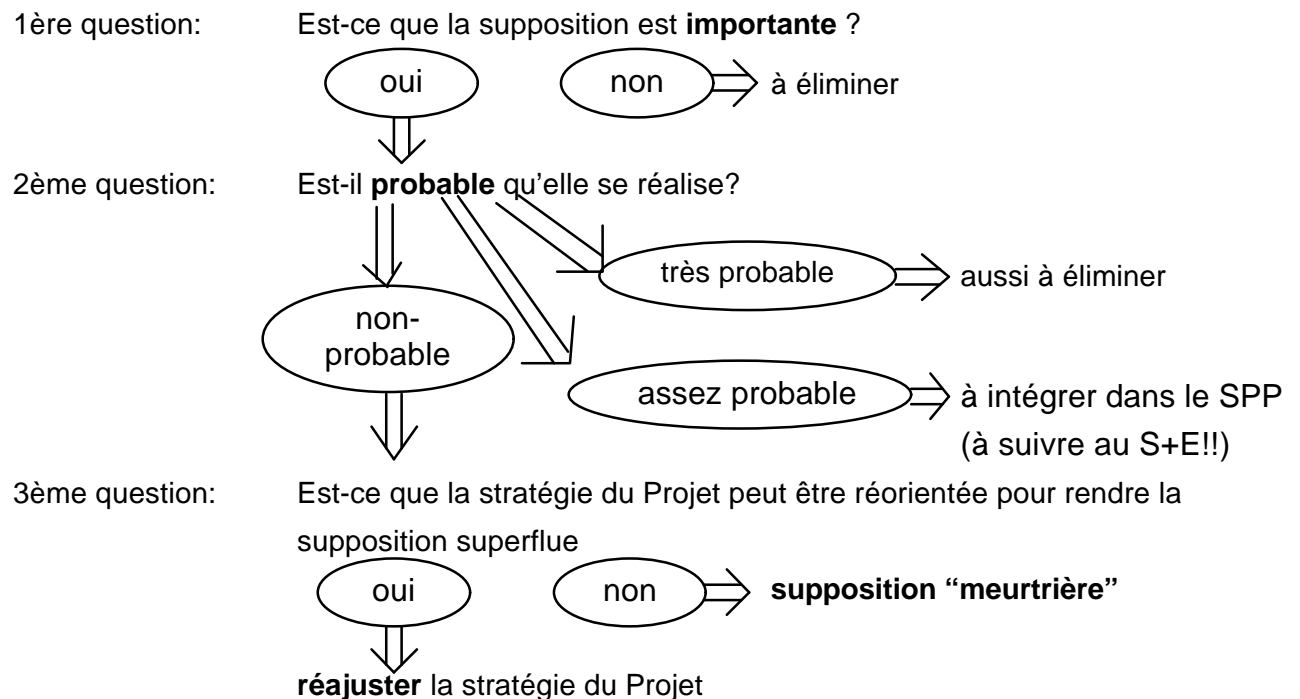 1ère question: Est-ce que la supposition est importante ?
oui non à éliminer
2ème question: Est-il probable qu’elle se réalise?
très probable aussi à éliminer
non-
probable
assez probable à intégrer dans le SPP
(à suivre au S+E!!)
3ème question: Est-ce que la stratégie du Projet peut être réorientée pour rendre la
supposition superflue
oui non supposition “meurtrière”
réajuster la stratégie du Projet